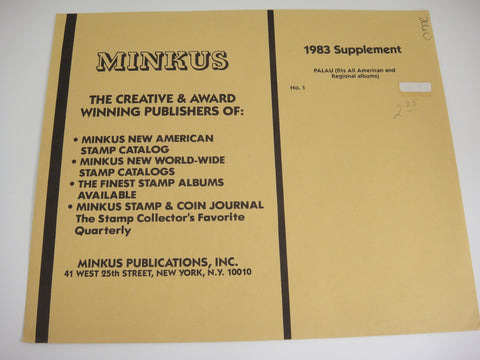 MINKUS
THE CREATIVE & AWARD
WINNING PUBLISHERS OF:
• MINKUS NEW AMERICAN
STAMP CATALOG
• MINKUS NEW WORLD-WIDE
STAMP CATALOGS
• THE FINEST STAMP ALBUMS
AVAILABLE
• MINKUS STAMP & COIN JOURNAL
The Stamp Collector's Favorite
Quarterly
MINKUS PUBLICATIONS, INC.
41 WEST 25th STREET, NEW YORK, N.Y. 10010
1983 Supplement
PALAU (fits All American and
Regional albums)
No. 1
2 25